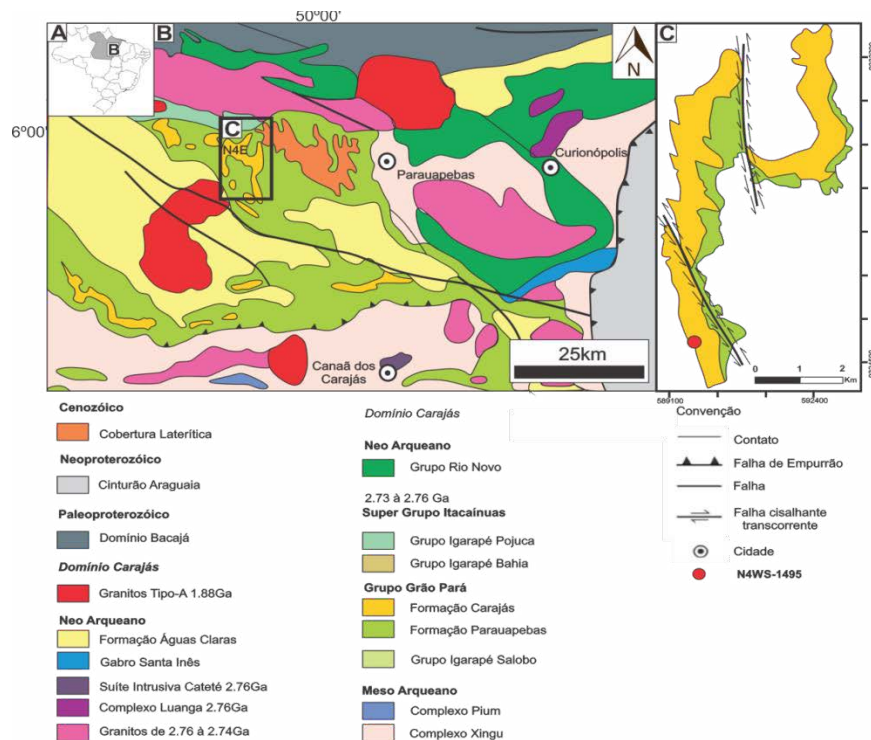 50º00'
A
B
B
C
N
6º00'
C
N4E
Parauapebas
Curionópolis
Canaã dos
Carajás
25km
0 1 2
Km
589100
592400
Cenozóico
Cobertura Laterítica
Neoproterozóico
Cinturão Araguaia
Paleoproterozóico
Domínio Bacajá
Domínio Carajás
Granitos Tipo-A 1.88Ga
Neo Arqueano
Formação Águas Claras
Gabro Santa Inês
Suíte Intrusiva Cateté 2.76Ga
Complexo Luanga 2.76Ga
Granitos de 2.76 à 2.74Ga
Domínio Carajás
Neo Arqueano
Grupo Rio Novo
2.73 à 2.76 Ga
Super Grupo Itacaínuas
Grupo Igarapé Pojuca
Grupo Igarapé Bahia
Grupo Grão Pará
Formação Carajás
Formação Parauapebas
Grupo Igarapé Salobo
Meso Arqueano
Complexo Pium
Complexo Xingu
Convenção
Contato
Falha de Empurrão
Falha
Falha cisalhante
transcorrente
Cidade
N4WS-1495